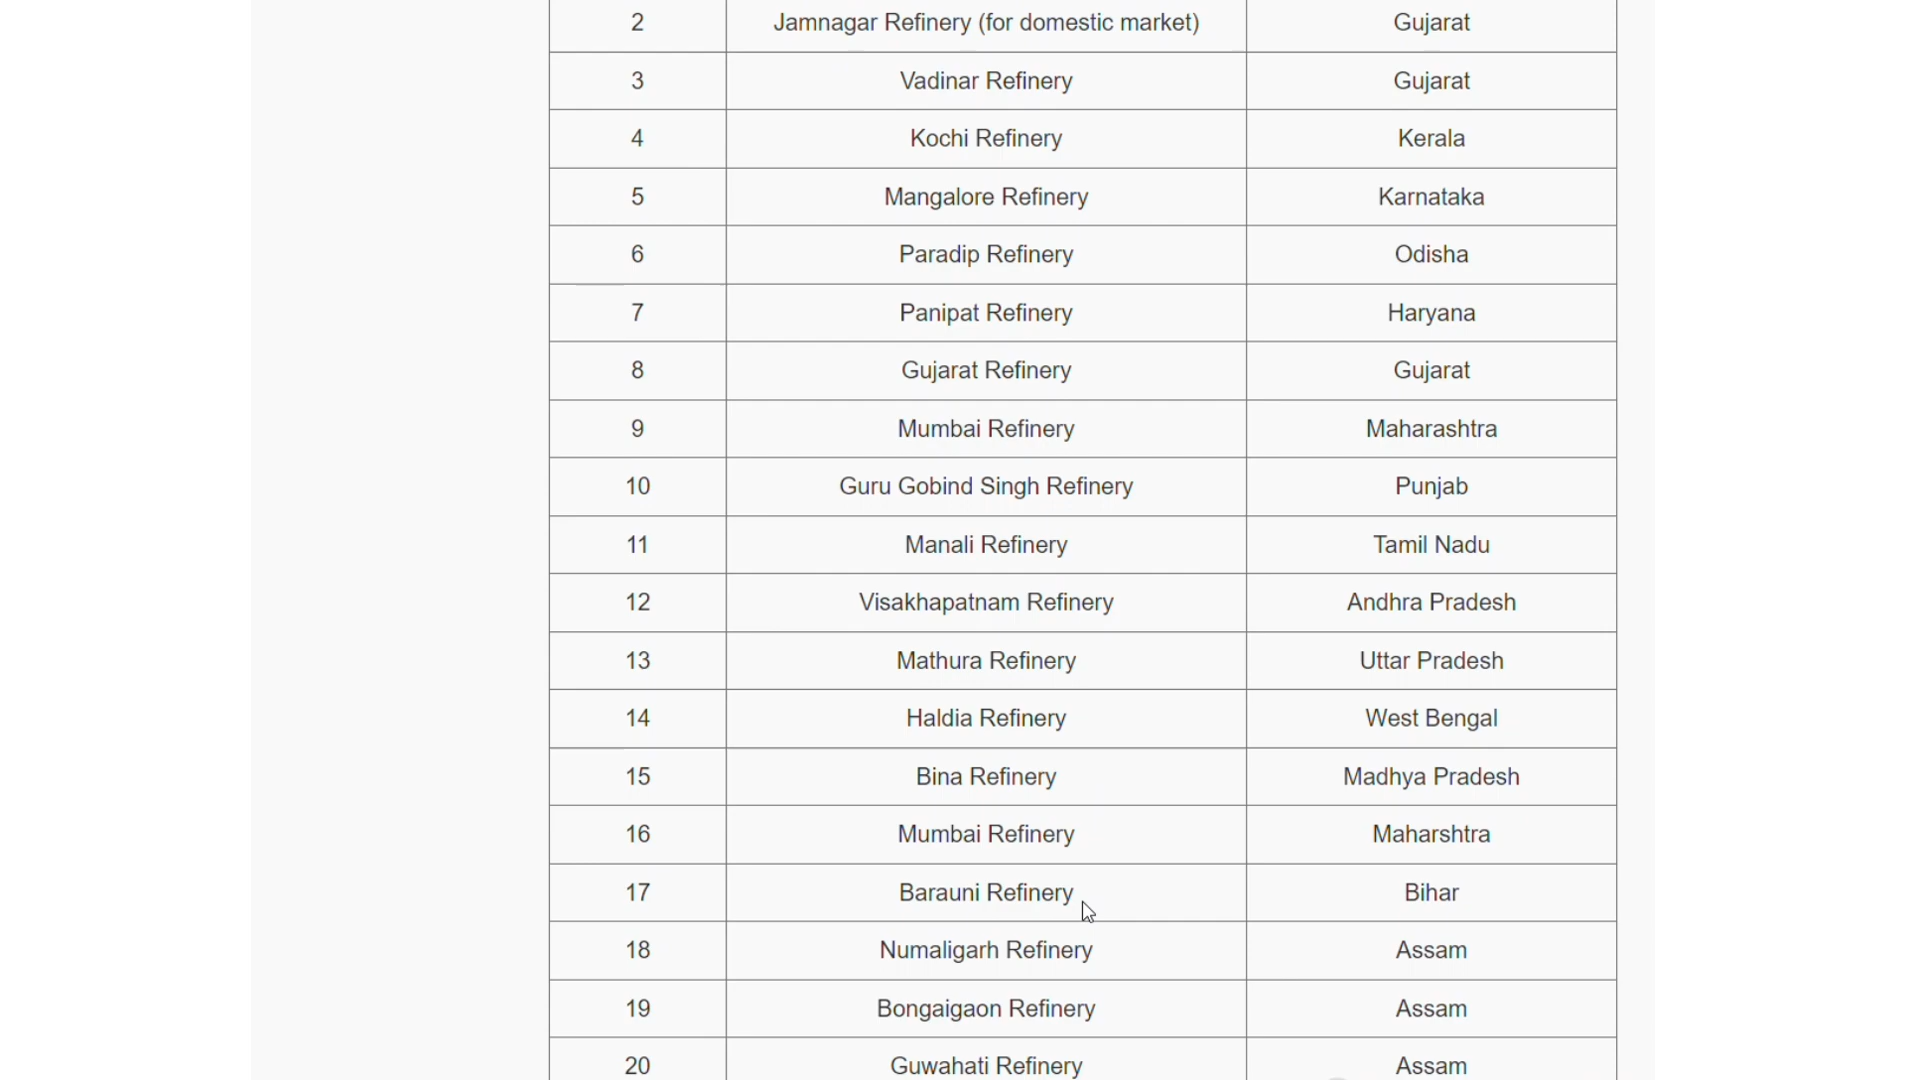 2 Jamnagar Refinery (for domestic market) Gujarat
3 Vadinar Refinery Gujarat
4 Kochi Refinery Kerala
5 Mangalore Refinery Karnataka
6 Paradip Refinery Odisha
7 Panipat Refinery Haryana
8 Gujarat Refinery Gujarat
9 Mumbai Refinery Maharashtra
10 Guru Gobind Singh Refinery Punjab
11 Manali Refinery Tamil Nadu
12 Visakhapatnam Refinery Andhra Pradesh
13 Mathura Refinery Uttar Pradesh
14 Haldia Refinery West Bengal
15 Bina Refinery Madhya Pradesh
16 Mumbai Refinery Maharshtra
17 Barauni Refinery Bihar
18 Numaligarh Refinery Assam
19 Bongaigaon Refinery Assam
20 Guwahati Refinery Assam